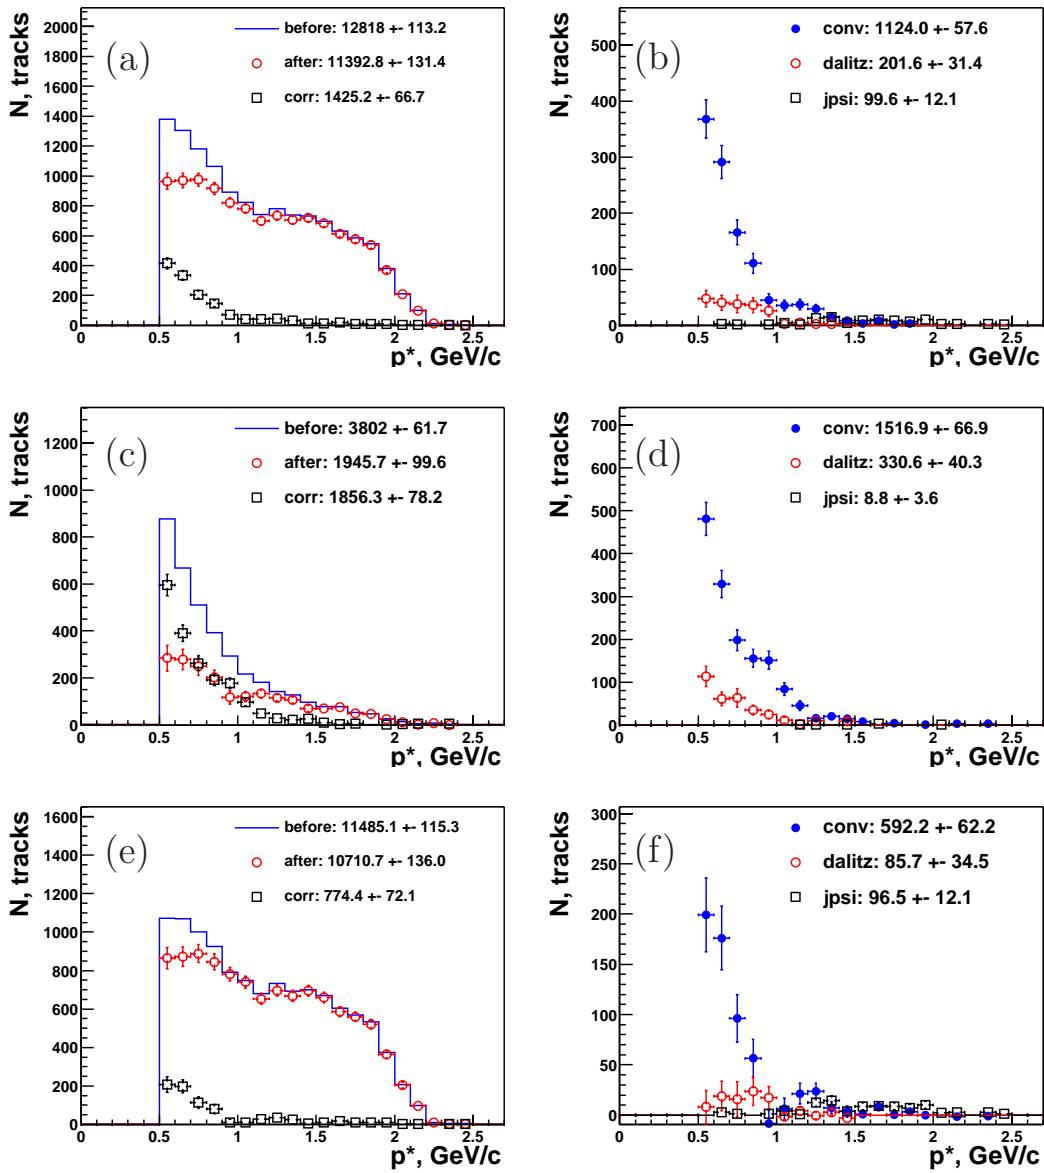 (a)
before: 12818 +- 113.2
after: 11392.8 +- 131.4
corr: 1425.2 +- 66.7
N, tracks
2000
1800
1600
1400
1200
1000
800
600
400
200
0
0 0.5 1 1.5 2 2.5
p*, GeV/c
(b)
conv: 1124.0 +- 57.6
dalitz: 201.6 +- 31.4
jpsi: 99.6 +- 12.1
N, tracks
500
400
300
200
100
0
0 0.5 1 1.5 2 2.5
p*, GeV/c
(c)
before: 3802 +- 61.7
after: 1945.7 +- 99.6
corr: 1856.3 +- 78.2
N, tracks
1200
1000
800
600
400
200
0
0 0.5 1 1.5 2 2.5
p*, GeV/c
(d)
conv: 1516.9 +- 66.9
dalitz: 330.6 +- 40.3
jpsi: 8.8 +- 3.6
N, tracks
700
600
500
400
300
200
100
0
0 0.5 1 1.5 2 2.5
p*, GeV/c
(e)
before: 11485.1 +- 115.3
after: 10710.7 +- 136.0
corr: 774.4 +- 72.1
N, tracks
1600
1400
1200
1000
800
600
400
200
0
0 0.5 1 1.5 2 2.5
p*, GeV/c
(f)
conv: 592.2 +- 62.2
dalitz: 85.7 +- 34.5
jpsi: 96.5 +- 12.1
N, tracks
300
250
200
150
100
50
0
0 0.5 1 1.5 2 2.5
p*, GeV/c